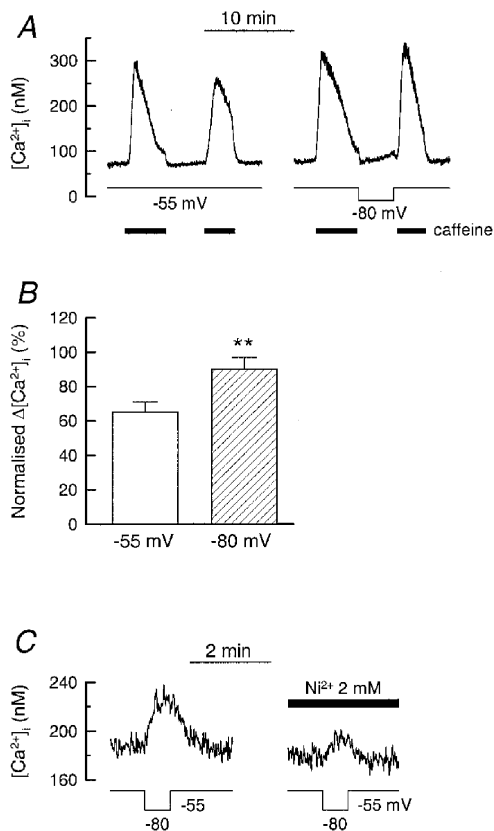 A
10 min
[Ca²⁺]ᵢ (nM)
300
200
100
0
-55 mV
-80 mV
caffeine
B
Normalised Δ[Ca²⁺]ᵢ (%)
120
100
80
60
40
20
0
**
-55 mV
-80 mV
C
2 min
[Ca²⁺]ᵢ (nM)
240
200
160
Ni²⁺ 2 mM
-55
-80
-55 mV
-80